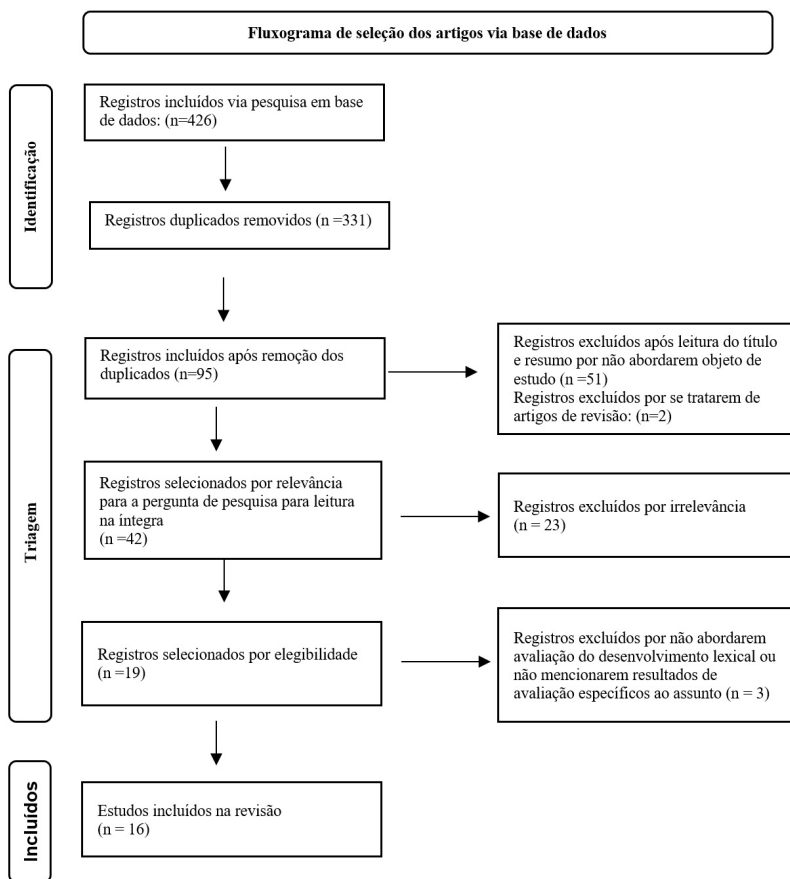 Fluxograma de seleção dos artigos via base de dados
Identificação
Registros incluídos via pesquisa em base
de dados: (n=426)
Registros duplicados removidos (n =331)
Triagem
Registros incluídos após remoção dos
duplicados (n=95)
Registros excluídos após leitura do título
e resumo por não abordarem objeto de
estudo (n =51)
Registros excluídos por se tratarem de
artigos de revisão: (n=2)
Registros selecionados por relevância
para a pergunta de pesquisa para leitura
na íntegra
(n =42)
Registros excluídos por irrelevância
(n = 23)
Registros selecionados por elegibilidade
(n =19)
Registros excluídos por não abordarem
avaliação do desenvolvimento lexical ou
não mencionarem resultados de
avaliação específicos ao assunto (n = 3)
Incluídos
Estudos incluídos na revisão
(n = 16)